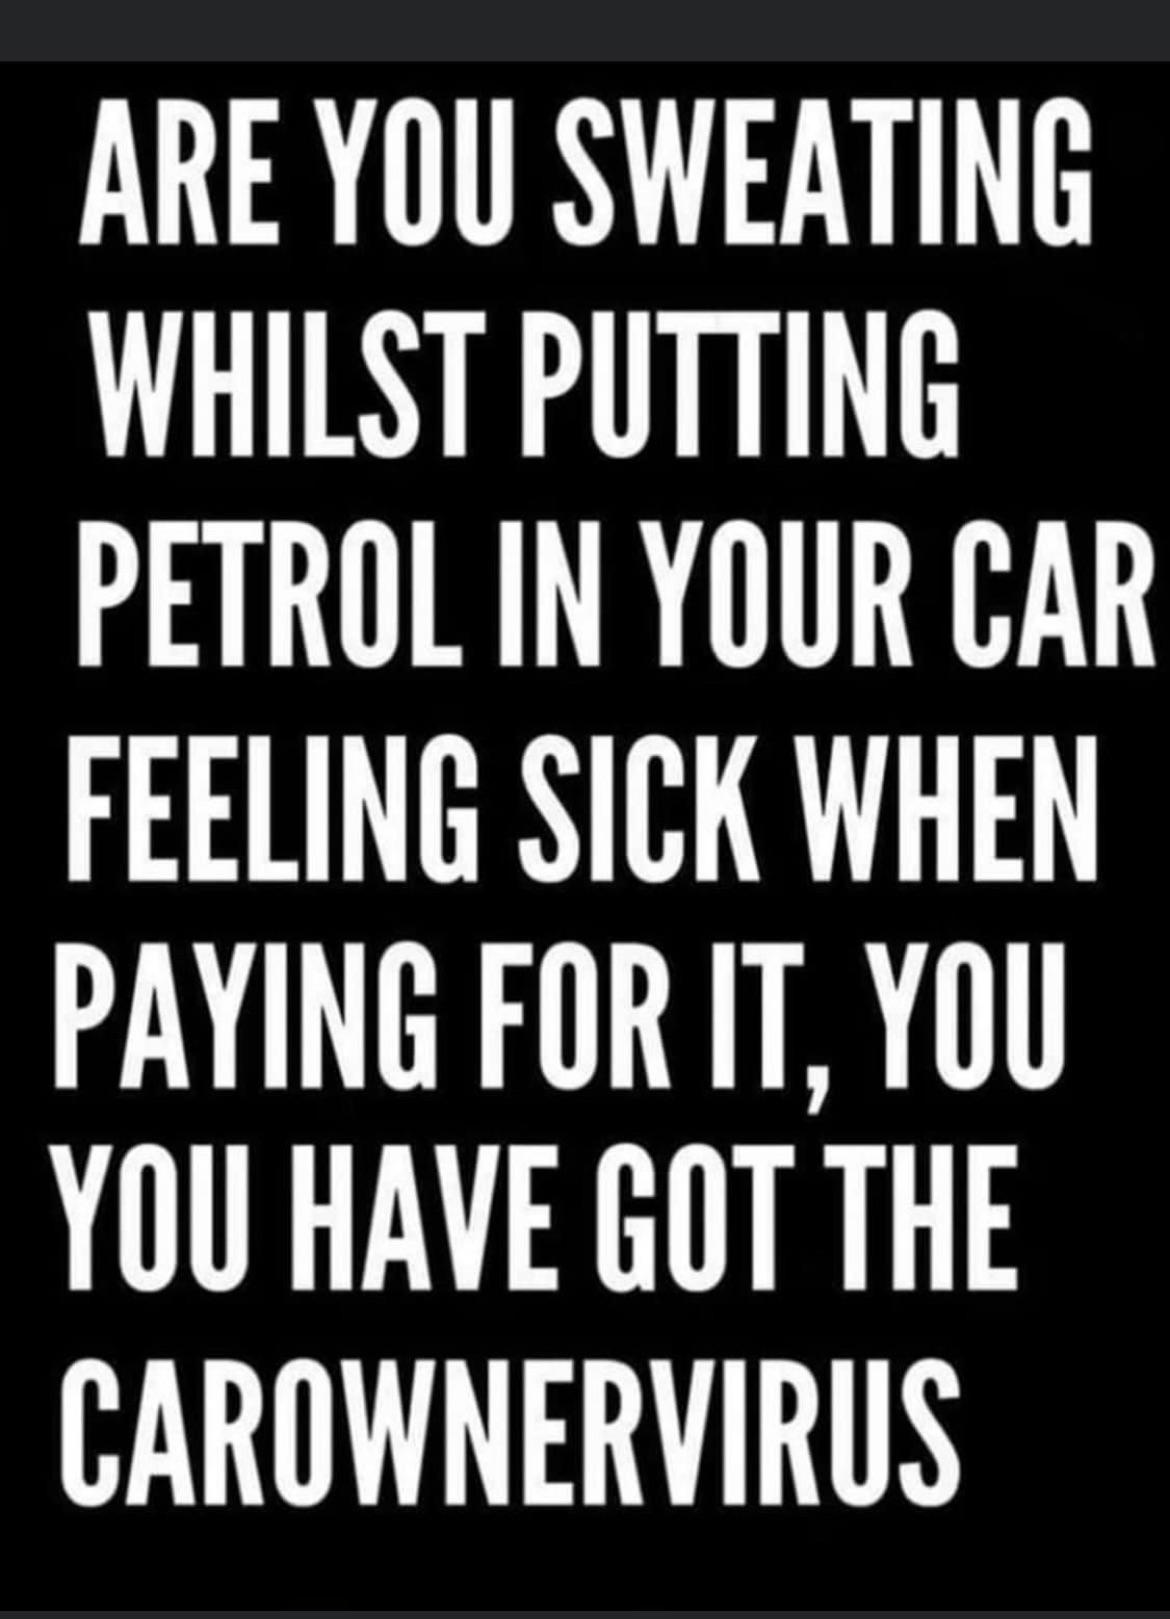 ARE YOU SWEATING
WHILST PUTTING
PETROL IN YOUR CAR
FEELING SICK WHEN
PAYING FOR IT, YOU
YOU HAVE GOT THE
CAROWNERVIRUS